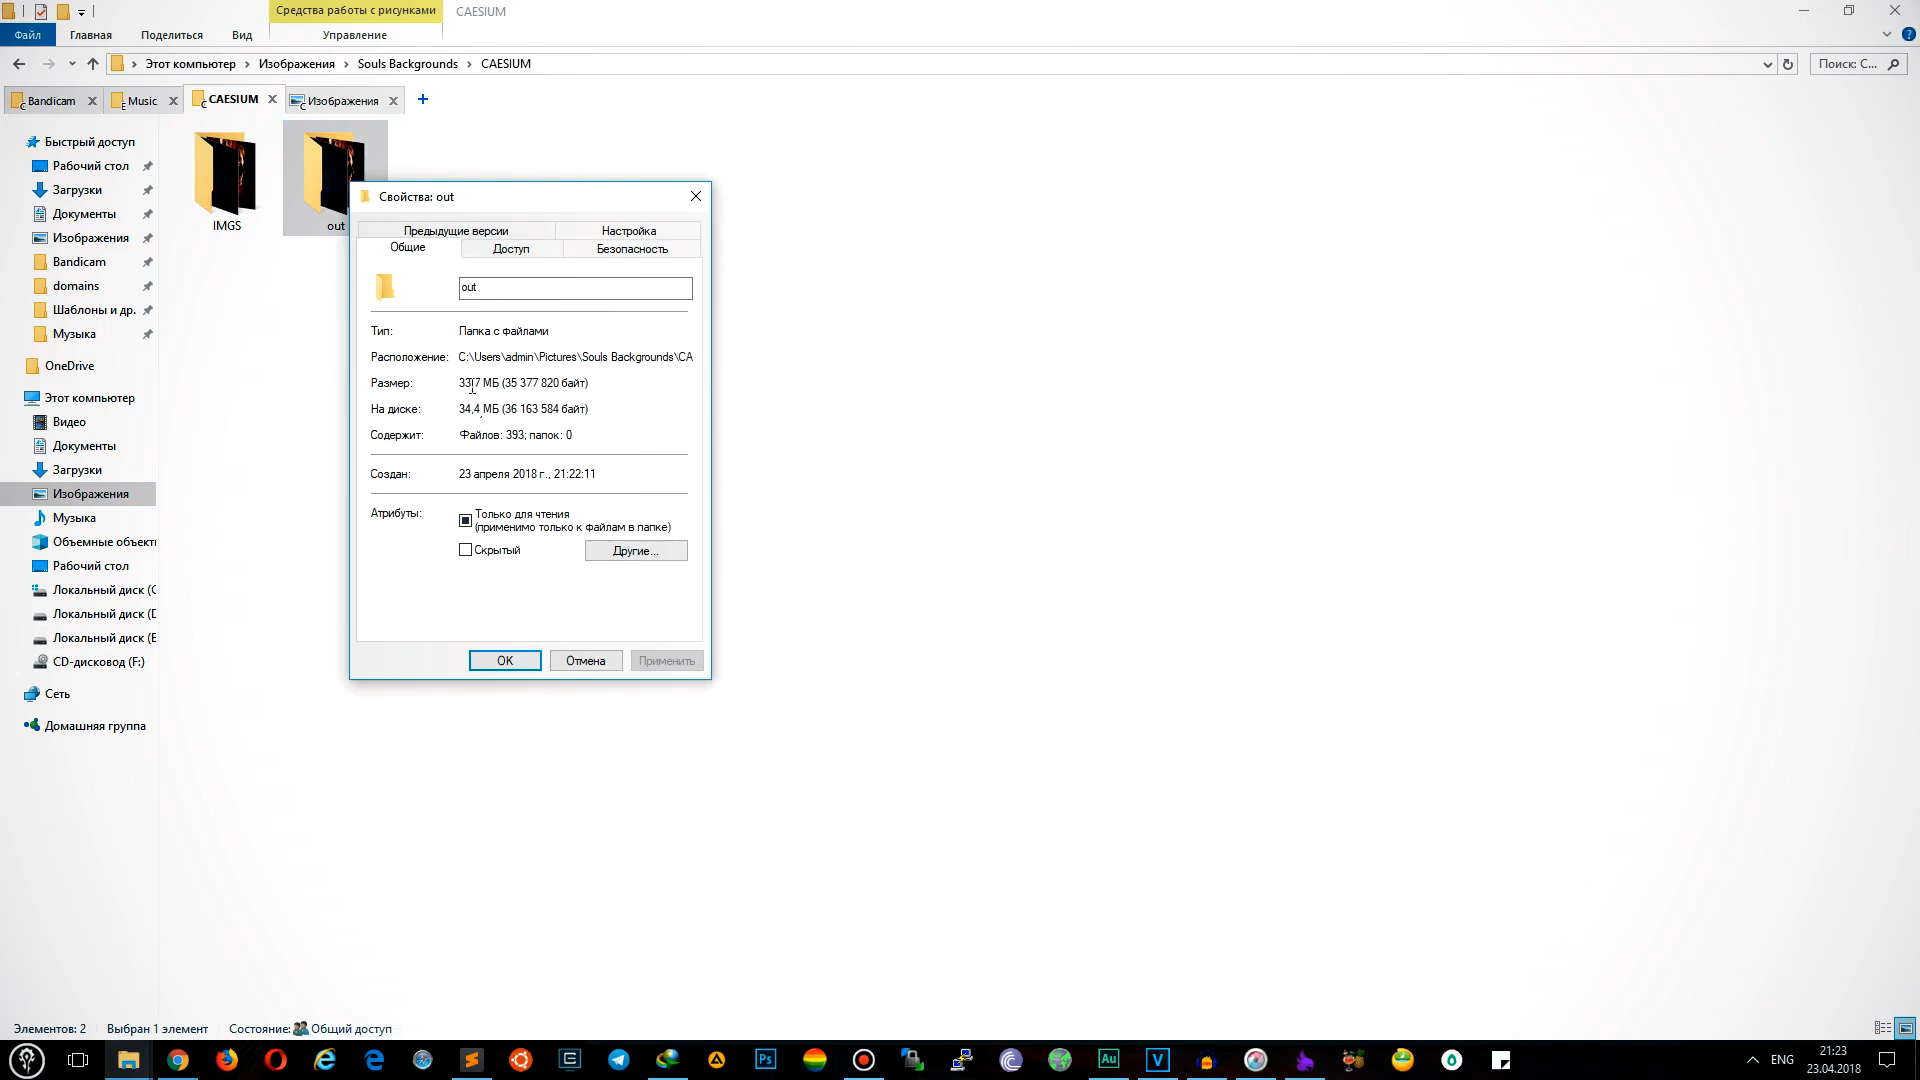 Средства работы с рисунками
CAESIUM
Файл
Главная
Поделиться
Вид
Управление
Этот компьютер
Изображения
Souls Backgrounds
CAESIUM
Поиск: С...
Bandicam
Music
CAESIUM
Изображения
Быстрый доступ
Рабочий стол
Загрузки
Документы
Изображения
Bandicam
domains
Шаблоны и др.
Музыка
OneDrive
Этот компьютер
Видео
Документы
Загрузки
Изображения
Музыка
Объемные объекты
Рабочий стол
Локальный диск (C
Локальный диск (D
Локальный диск (E
CD-дисковод (F:)
Сеть
Домашняя группа
IMGS
out
Свойства: out
Предыдущие версии
Настройка
Общие
Доступ
Безопасность
out
Тип:
Папка с файлами
Расположение:
C:\Users\admin\Pictures\Souls Backgrounds\CA
Размер:
33,7 МБ (35 377 820 байт)
На диске:
34,4 МБ (36 163 584 байт)
Содержит:
Файлов: 393; папок: 0
Создан:
23 апреля 2018 г., 21:22:11
Атрибуты:
Только для чтения
(применимо только к файлам в папке)
Скрытый
Другие...
ОК
Отмена
Применить
Элементов: 2
Выбран 1 элемент
Состояние:
Общий доступ
Ps
Au
V
ENG
21:23
23.04.2018